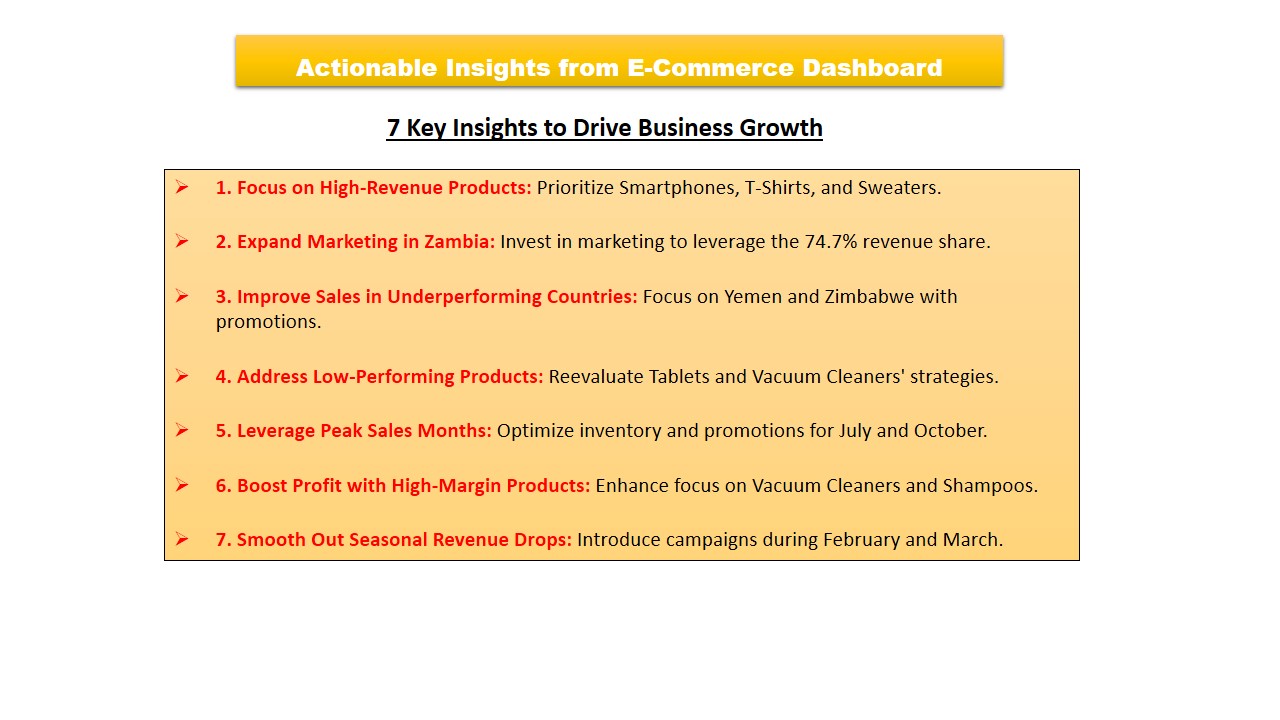 Actionable Insights from E-Commerce Dashboard
7 Key Insights to Drive Business Growth
➢ 1. Focus on High-Revenue Products: Prioritize Smartphones, T-Shirts, and Sweaters.
➢ 2. Expand Marketing in Zambia: Invest in marketing to leverage the 74.7% revenue share.
➢ 3. Improve Sales in Underperforming Countries: Focus on Yemen and Zimbabwe with
promotions.
➢ 4. Address Low-Performing Products: Reevaluate Tablets and Vacuum Cleaners' strategies.
➢ 5. Leverage Peak Sales Months: Optimize inventory and promotions for July and October.
➢ 6. Boost Profit with High-Margin Products: Enhance focus on Vacuum Cleaners and Shampoos.
➢ 7. Smooth Out Seasonal Revenue Drops: Introduce campaigns during February and March.